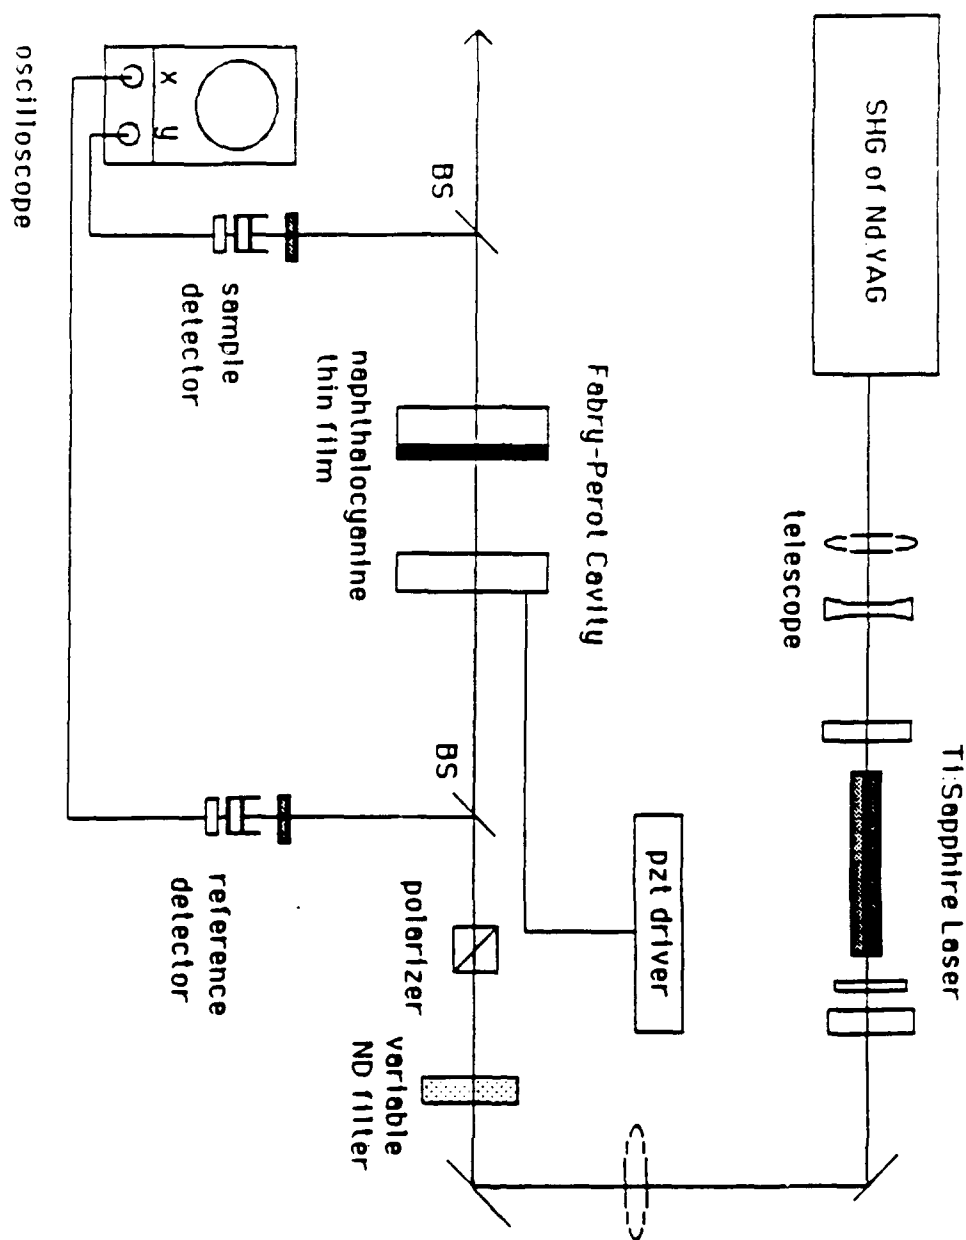 SHG of Nd:YAG
telescope
Ti:Sapphire Laser
Fabry-Perot Cavity
naphthalocyanine
thin film
pzt driver
BS
BS
sample
detector
reference
detector
polarizer
variable
ND filter
x
y
oscilloscope